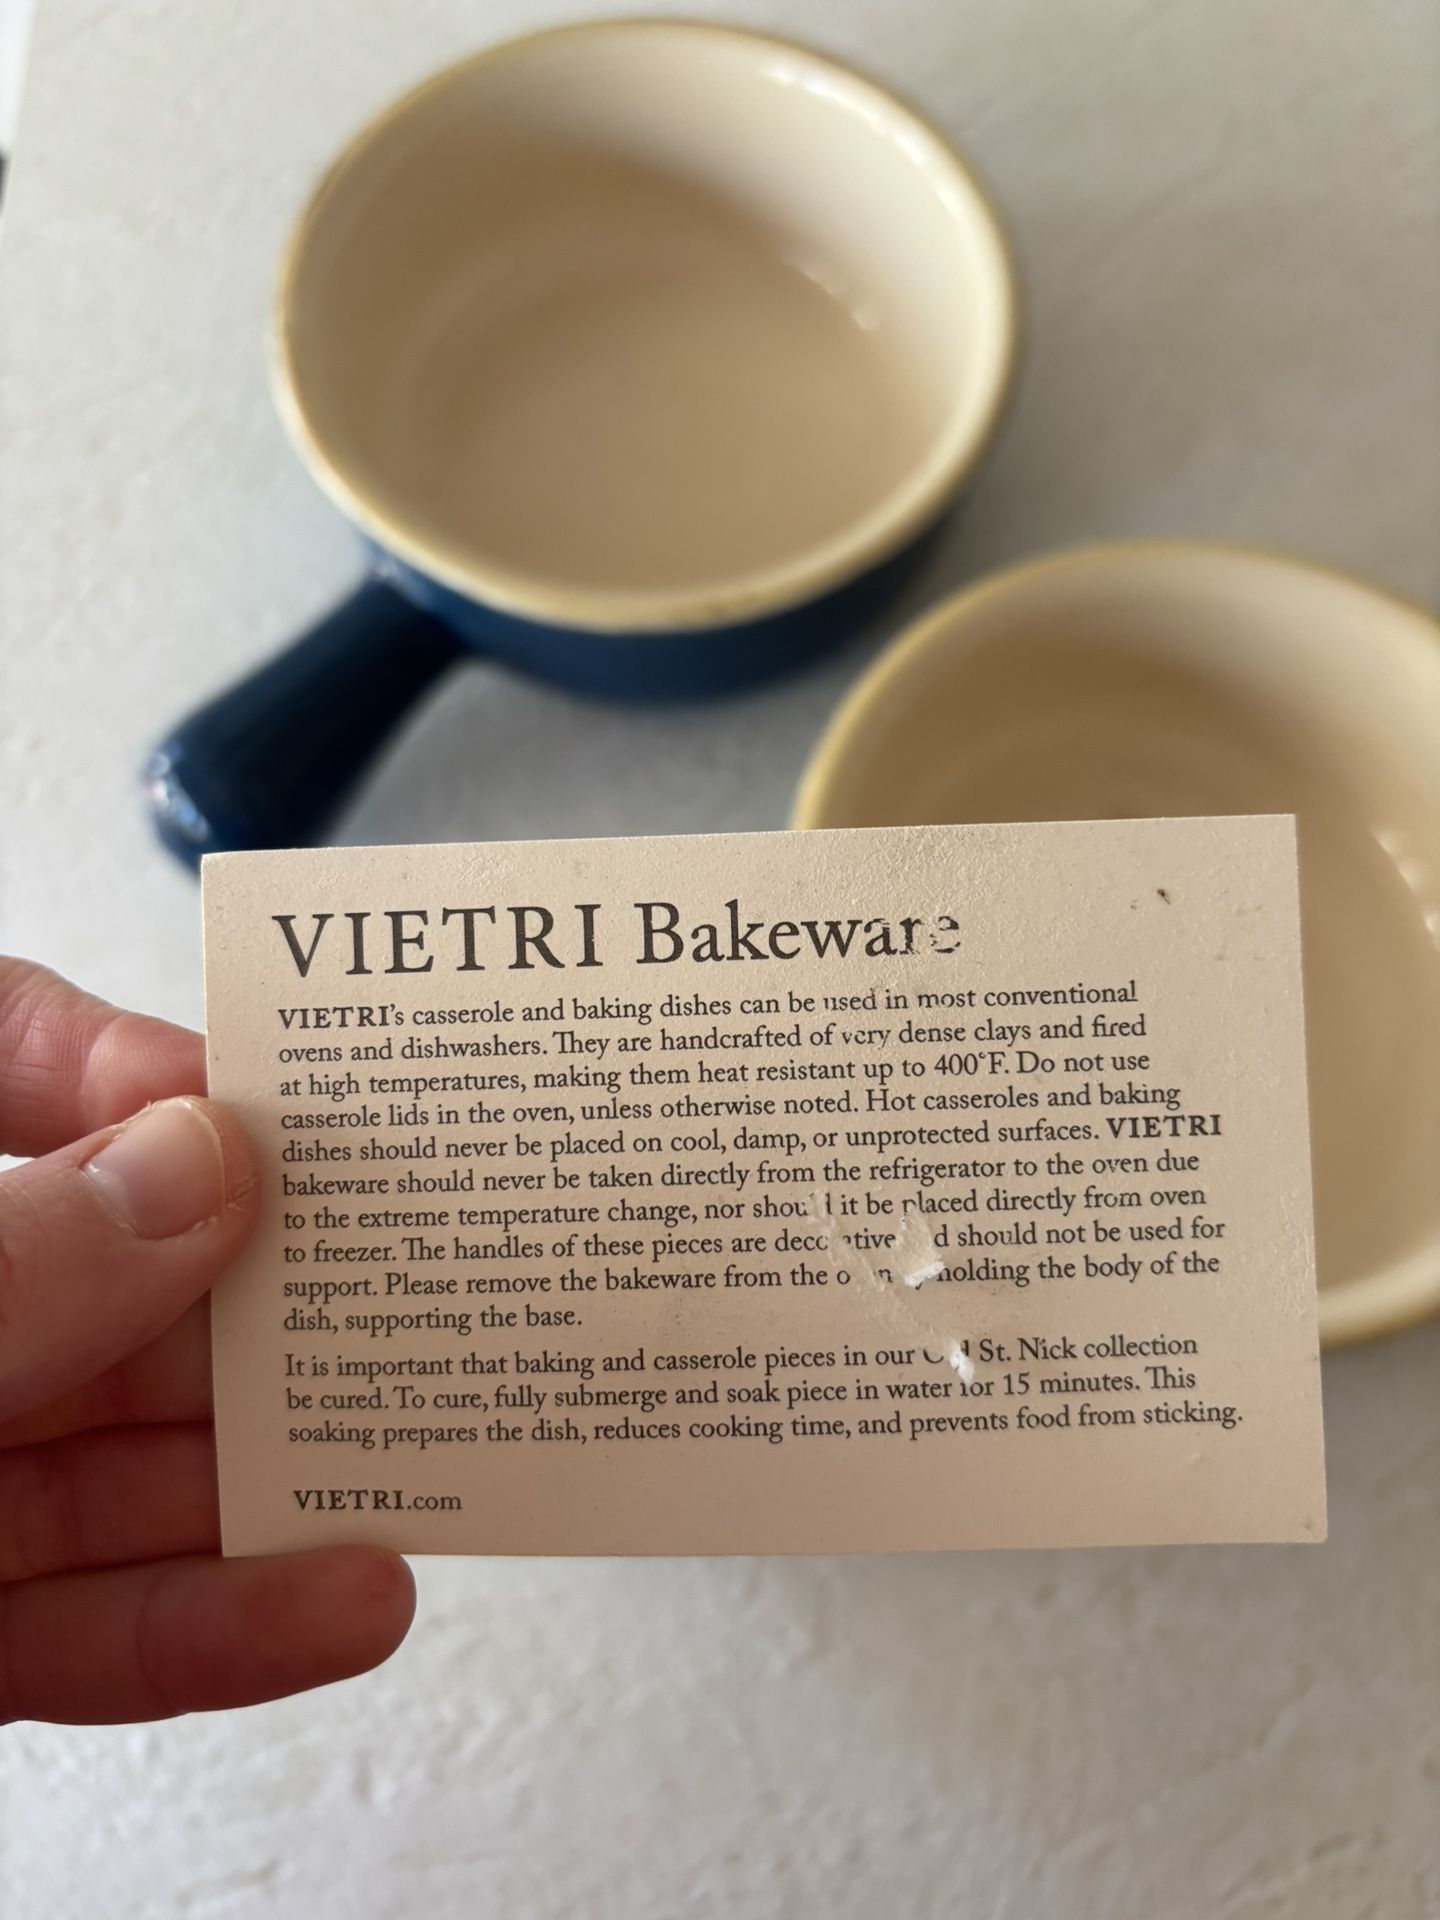 VIETRI Bakeware
VIETRI's casserole and baking dishes can be used in most conventional
ovens and dishwashers. They are handcrafted of very dense clays and fired
at high temperatures, making them heat resistant up to 400°F. Do not use
casserole lids in the oven, unless otherwise noted. Hot casseroles and baking
dishes should never be placed on cool, damp, or unprotected surfaces. VIETRI
bakeware should never be taken directly from the refrigerator to the oven due
to the extreme temperature change, nor should it be placed directly from oven
to freezer. The handles of these pieces are decorative and should not be used for
support. Please remove the bakeware from the oven by holding the body of the
dish, supporting the base.
It is important that baking and casserole pieces in our Old St. Nick collection
be cured. To cure, fully submerge and soak piece in water for 15 minutes. This
soaking prepares the dish, reduces cooking time, and prevents food from sticking.
VIETRI.com